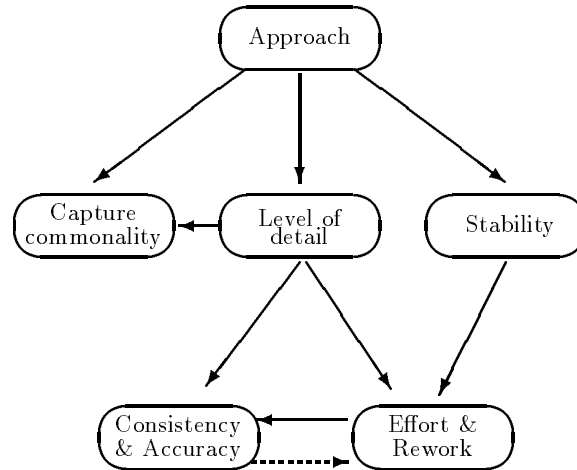 Approach
Capture
commonality
Level of
detail
Stability
Consistency
& Accuracy
Effort &
Rework